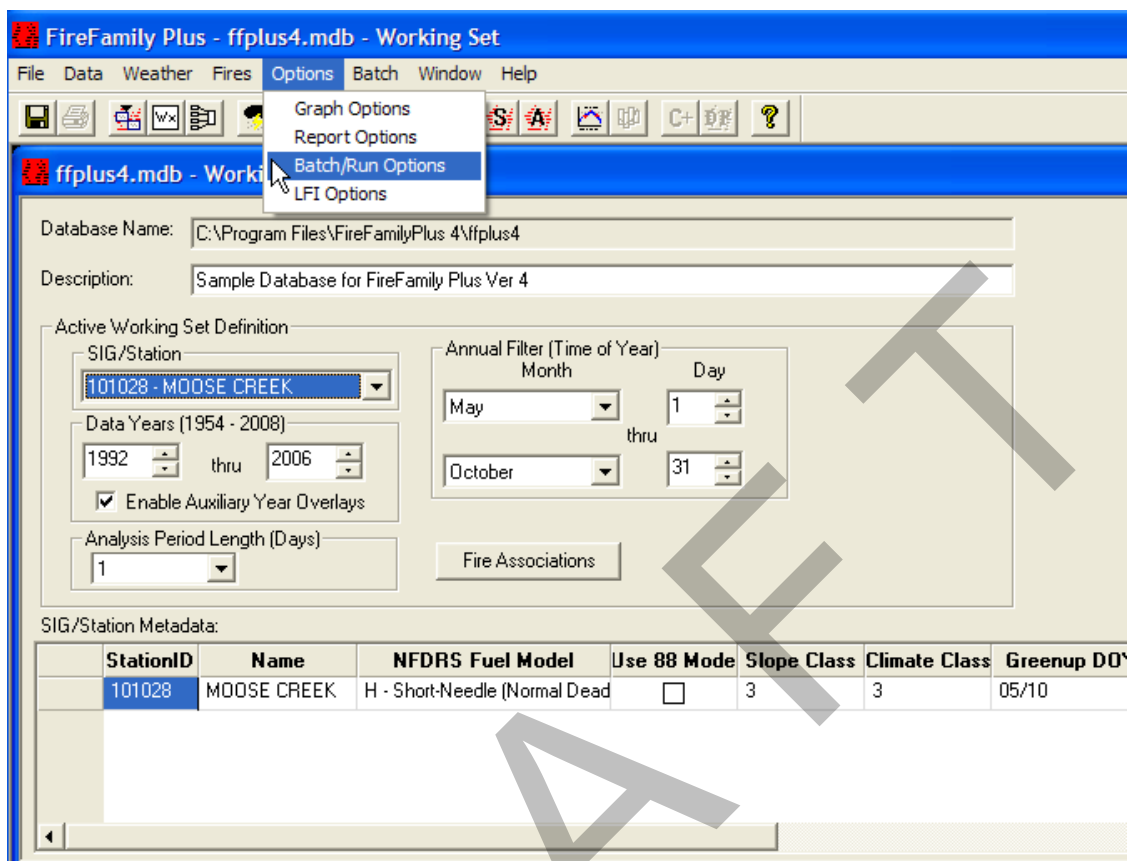 FireFamily Plus - ffplus4.mdb - Working Set
File Data Weather Fires Options Batch Window Help
Graph Options
Report Options
Batch/Run Options
LFI Options
Wx S A C+ DR ?
ffplus4.mdb - Worki
Database Name: C:\Program Files\FireFamilyPlus 4\ffplus4
Description: Sample Database for FireFamily Plus Ver 4
Active Working Set Definition
SIG/Station
101028 - MOOSE CREEK
Data Years (1954 - 2008)
1992 thru 2006
Enable Auxiliary Year Overlays
Analysis Period Length (Days)
1
Annual Filter (Time of Year)
Month Day
May 1
thru
October 31
Fire Associations
SIG/Station Metadata:
StationID Name NFDRS Fuel Model Use 88 Mode Slope Class Climate Class Greenup DOY
101028 MOOSE CREEK H - Short-Needle (Normal Dead 3 3 05/10
A F T